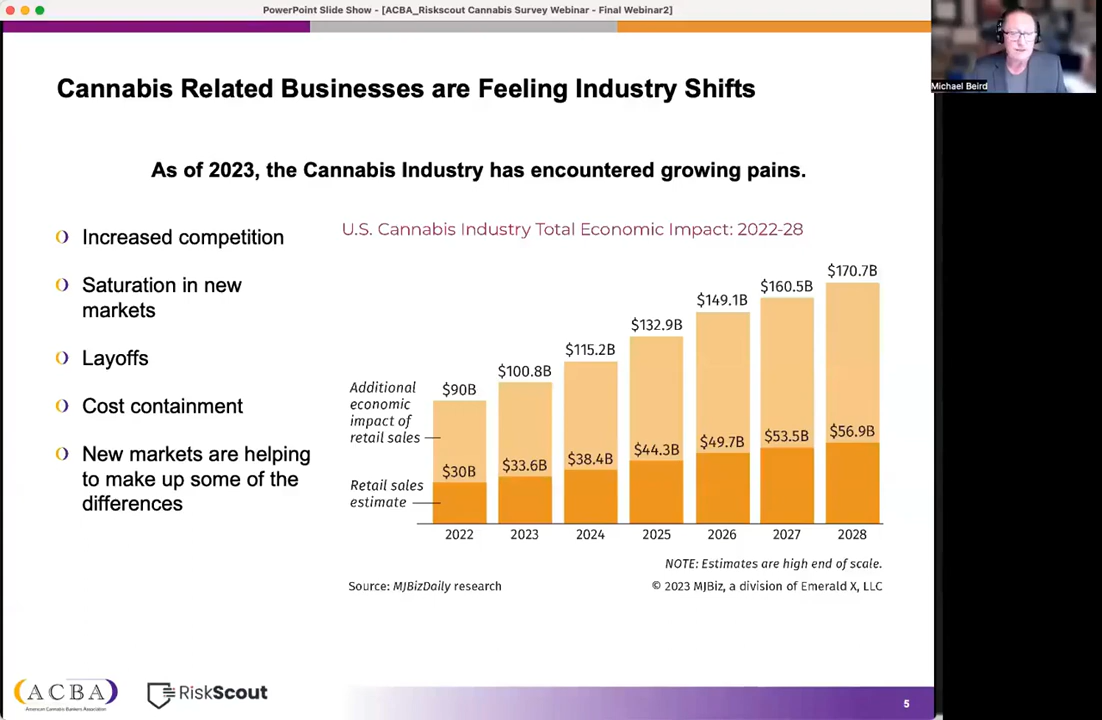 PowerPoint Slide Show - [ACBA_Riskscout Cannabis Survey Webinar - Final Webinar2]
Michael Beird
Cannabis Related Businesses are Feeling Industry Shifts
As of 2023, the Cannabis Industry has encountered growing pains.
Increased competition
Saturation in new
markets
Layoffs
Cost containment
New markets are helping
to make up some of the
differences
U.S. Cannabis Industry Total Economic Impact: 2022-28
$90B
$100.8B
$115.2B
$132.9B
$149.1B
$160.5B
$170.7B
Additional
economic
impact of
retail sales
$30B
$33.6B
$38.4B
$44.3B
$49.7B
$53.5B
$56.9B
Retail sales
estimate
2022
2023
2024
2025
2026
2027
2028
NOTE: Estimates are high end of scale.
Source: MJBizDaily research
© 2023 MJBiz, a division of Emerald X, LLC
ACBA
American Cannabis Bankers Association
RiskScout
5